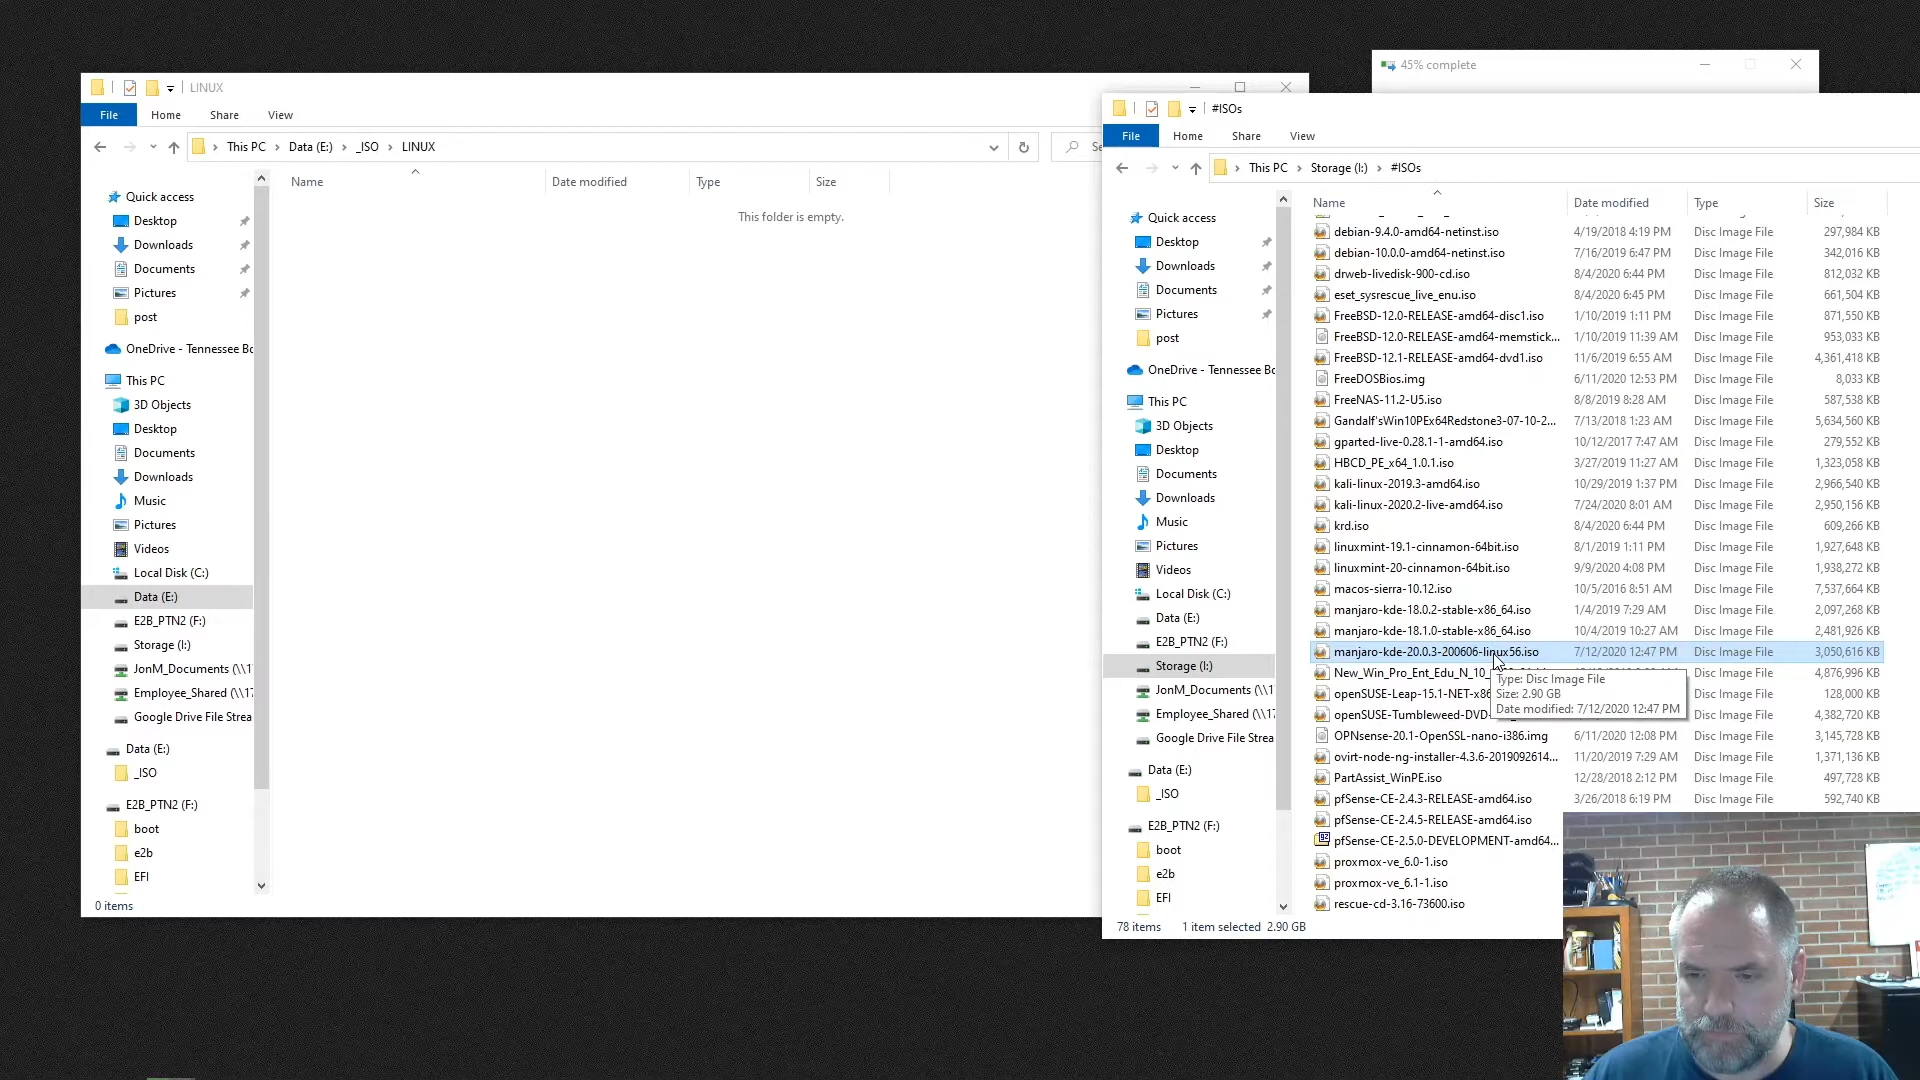 45% complete
LINUX
File Home Share View
This PC > Data (E:) > _ISO > LINUX
Name Date modified Type Size
This folder is empty.
Quick access
Desktop
Downloads
Documents
Pictures
post
OneDrive - Tennessee Bo
This PC
3D Objects
Desktop
Documents
Downloads
Music
Pictures
Videos
Local Disk (C:)
Data (E:)
E2B_PTN2 (F:)
Storage (I:)
JonM_Documents (\\1
Employee_Shared (\\17
Google Drive File Strea
Data (E:)
_ISO
E2B_PTN2 (F:)
boot
e2b
EFI
0 items
#ISOs
File Home Share View
This PC > Storage (I:) > #ISOs
Name Date modified Type Size
Quick access
Desktop
Downloads
Documents
Pictures
post
OneDrive - Tennessee Bo
This PC
3D Objects
Desktop
Documents
Downloads
Music
Pictures
Videos
Local Disk (C:)
Data (E:)
E2B_PTN2 (F:)
Storage (I:)
JonM_Documents (\\1
Employee_Shared (\\17
Google Drive File Strea
Data (E:)
_ISO
E2B_PTN2 (F:)
boot
e2b
EFI
debian-9.4.0-amd64-netinst.iso 4/19/2018 4:19 PM Disc Image File 297,984 KB
debian-10.0.0-amd64-netinst.iso 7/16/2019 6:47 PM Disc Image File 342,016 KB
drweb-livedisk-900-cd.iso 8/4/2020 6:44 PM Disc Image File 812,032 KB
eset_sysrescue_live_enu.iso 8/4/2020 6:45 PM Disc Image File 661,504 KB
FreeBSD-12.0-RELEASE-amd64-disc1.iso 1/10/2019 1:11 PM Disc Image File 871,550 KB
FreeBSD-12.0-RELEASE-amd64-memstick... 1/10/2019 11:39 AM Disc Image File 953,033 KB
FreeBSD-12.1-RELEASE-amd64-dvd1.iso 11/6/2019 6:55 AM Disc Image File 4,361,418 KB
FreeDOSBios.img 6/11/2020 12:53 PM Disc Image File 8,033 KB
FreeNAS-11.2-U5.iso 8/8/2019 8:28 AM Disc Image File 587,538 KB
Gandalf'sWin10PEx64Redstone3-07-10-2... 7/13/2018 1:23 AM Disc Image File 5,634,560 KB
gparted-live-0.28.1-1-amd64.iso 10/12/2017 7:47 AM Disc Image File 279,552 KB
HBCD_PE_x64_1.0.1.iso 3/27/2019 11:27 AM Disc Image File 1,323,058 KB
kali-linux-2019.3-amd64.iso 10/29/2019 1:37 PM Disc Image File 2,966,540 KB
kali-linux-2020.2-live-amd64.iso 7/24/2020 8:01 AM Disc Image File 2,950,156 KB
krd.iso 8/4/2020 6:44 PM Disc Image File 609,266 KB
linuxmint-19.1-cinnamon-64bit.iso 8/1/2019 1:11 PM Disc Image File 1,927,648 KB
linuxmint-20-cinnamon-64bit.iso 9/9/2020 4:08 PM Disc Image File 1,938,272 KB
macos-sierra-10.12.iso 10/5/2016 8:51 AM Disc Image File 7,537,664 KB
manjaro-kde-18.0.2-stable-x86_64.iso 1/4/2019 7:29 AM Disc Image File 2,097,268 KB
manjaro-kde-18.1.0-stable-x86_64.iso 10/4/2019 10:27 AM Disc Image File 2,481,926 KB
manjaro-kde-20.0.3-200606-linux56.iso 7/12/2020 12:47 PM Disc Image File 3,050,616 KB
New_Win_Pro_Ent_Edu_N_10_ 4,876,996 KB
openSUSE-Leap-15.1-NET-x86 128,000 KB
openSUSE-Tumbleweed-DVD- 4,382,720 KB
OPNsense-20.1-OpenSSL-nano-i386.img 6/11/2020 12:08 PM Disc Image File 3,145,728 KB
ovirt-node-ng-installer-4.3.6-2019092614... 11/20/2019 7:29 AM Disc Image File 1,371,136 KB
PartAssist_WinPE.iso 12/28/2018 2:12 PM Disc Image File 497,728 KB
pfSense-CE-2.4.3-RELEASE-amd64.iso 3/26/2018 6:19 PM Disc Image File 592,740 KB
pfSense-CE-2.4.5-RELEASE-amd64.iso
pfSense-CE-2.5.0-DEVELOPMENT-amd64...
proxmox-ve_6.0-1.iso
proxmox-ve_6.1-1.iso
rescue-cd-3.16-73600.iso
Type: Disc Image File
Size: 2.90 GB
Date modified: 7/12/2020 12:47 PM
78 items 1 item selected 2.90 GB